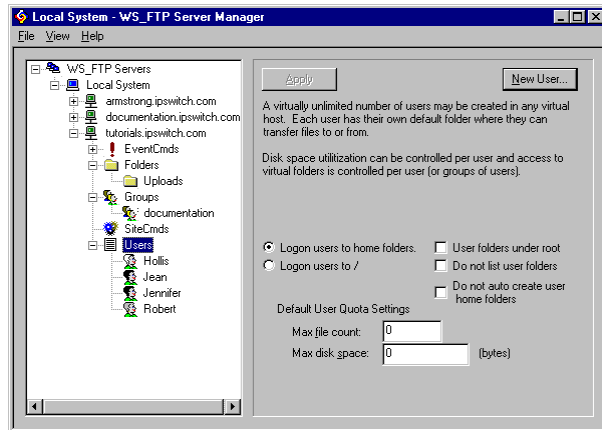 Local System - WS_FTP Server Manager
File View Help
WS_FTP Servers
Local System
armstrong.ipswitch.com
documentation.ipswitch.com
tutorials.ipswitch.com
EventCmds
Folders
Uploads
Groups
documentation
SiteCmds
Users
Hollis
Jean
Jennifer
Robert
Apply
New User...
A virtually unlimited number of users may be created in any virtual
host. Each user has their own default folder where they can
transfer files to or from.
Disk space utilitization can be controlled per user and access to
virtual folders is controlled per user (or groups of users).
Logon users to home folders.
User folders under root
Logon users to /
Do not list user folders
Do not auto create user
home folders
Default User Quota Settings
Max file count: 0
Max disk space: 0 (bytes)